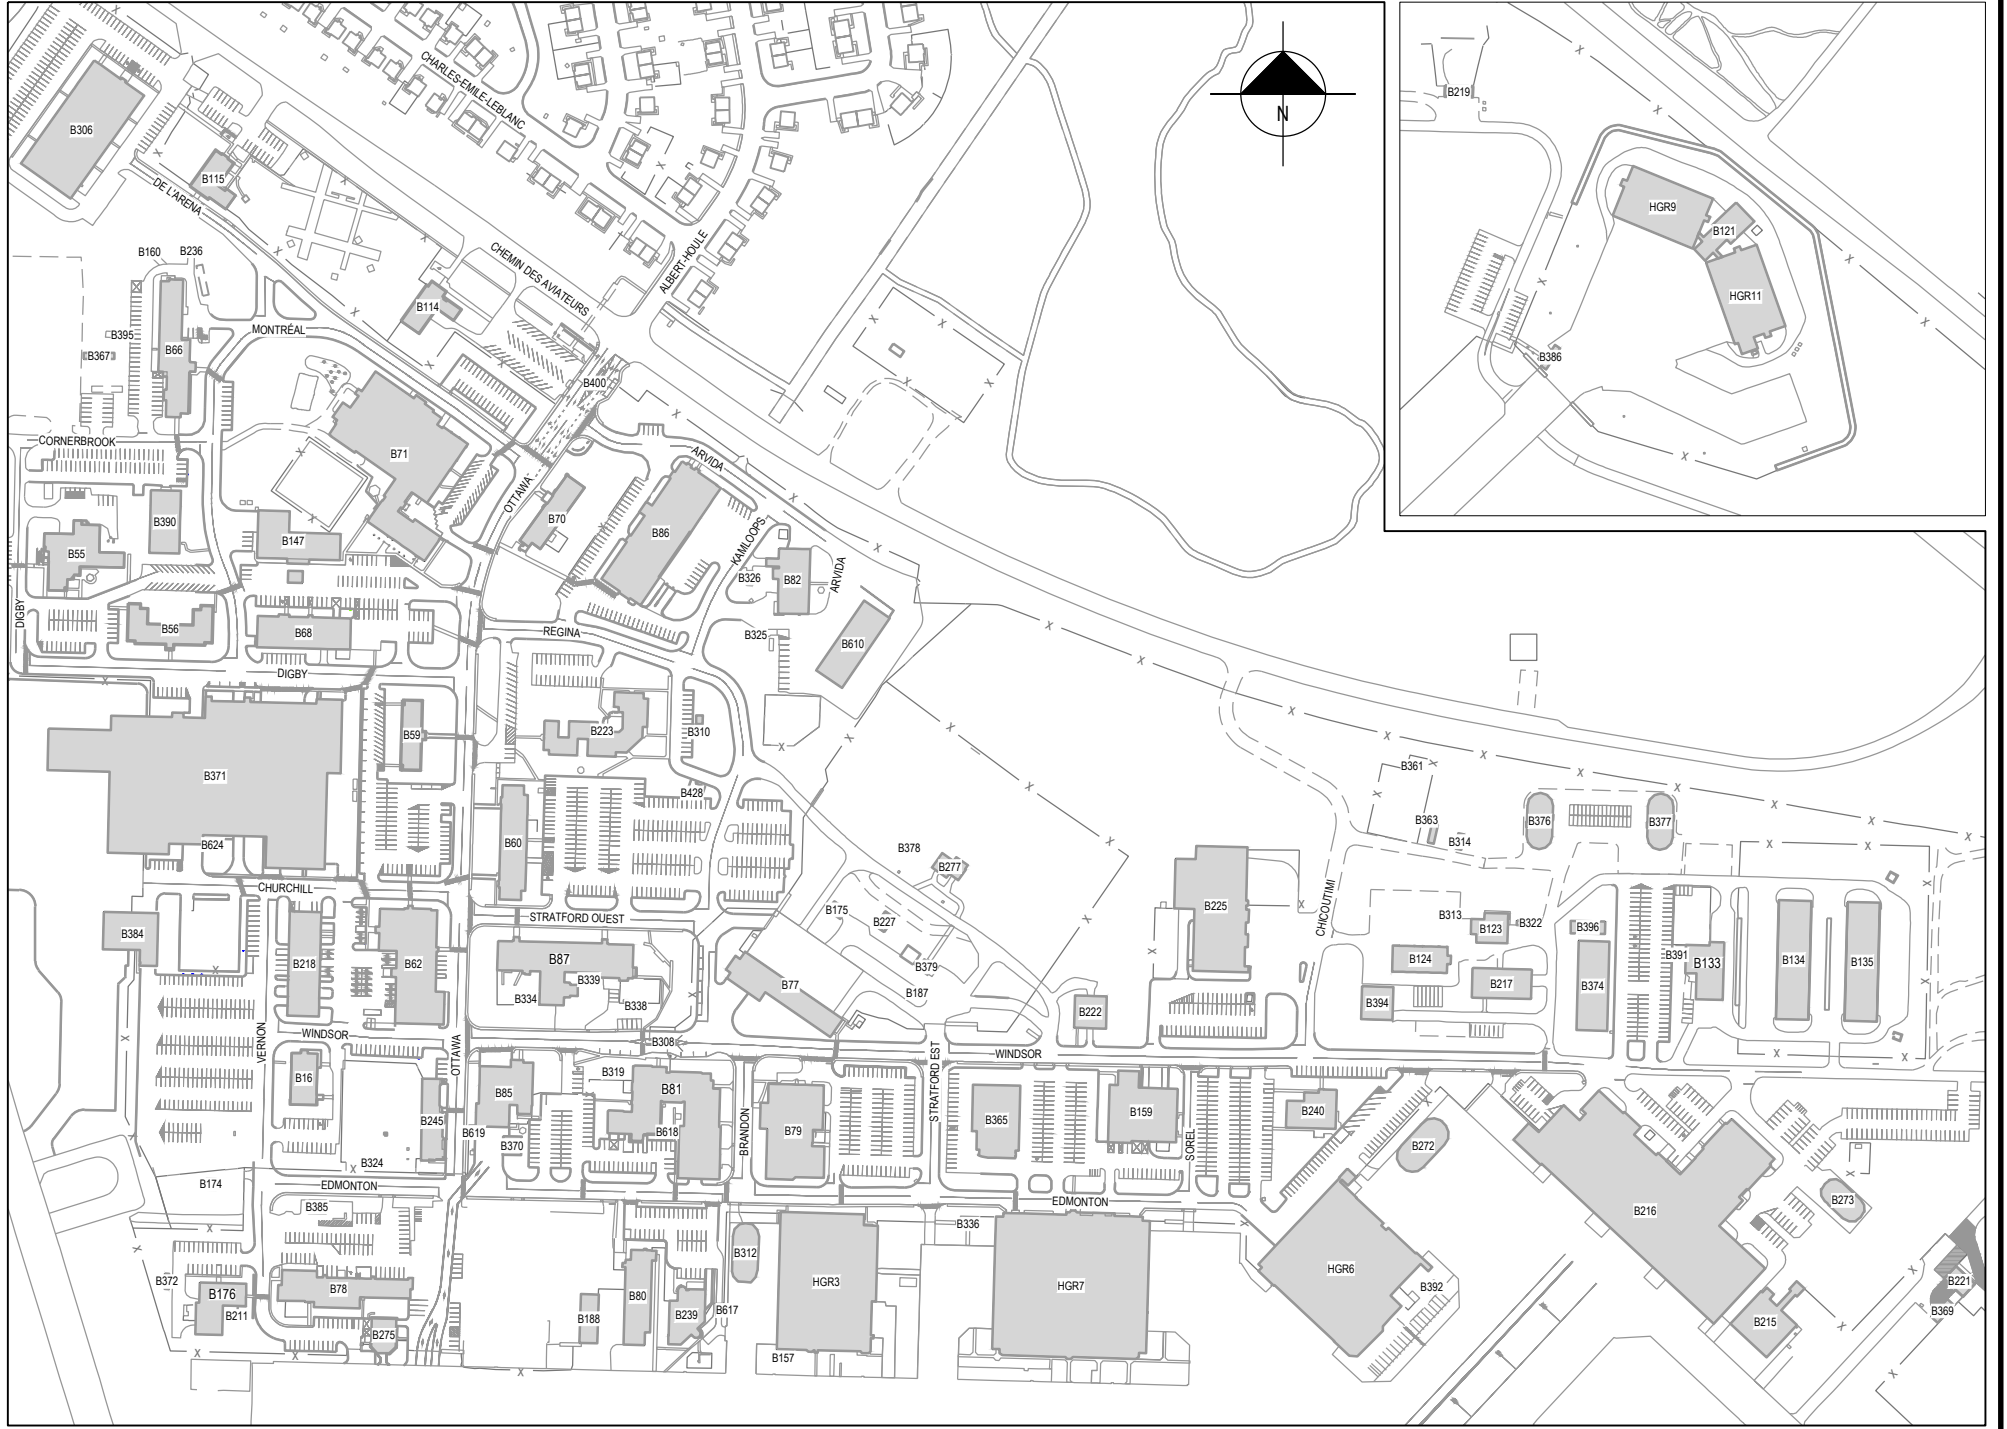 N
B219
B306
CHARLES-EMILE-LEBLANC
B115
DE L'ARENA
HGR9
B121
HGR11
B386
B160
B236
CHEMIN DES AVIATEURS
ALBERT-HOULE
B114
MONTRÉAL
B395
B367
B66
B400
CORNERBROOK
B71
ARVIDA
OTTAWA
B390
B70
B86
KAMLOOPS
B147
B55
B326
B82
ARVIDA
DIGBY
B56
B68
REGINA
B325
B610
DIGBY
B59
B223
B310
B371
B428
B361
B363
B314
B376
B377
B624
B60
B378
B277
CHURCHILL
STRATFORD OUEST
B175
B227
B225
CHICOUTIMI
B313
B123
B322
B396
B384
B218
B62
B87
B339
B334
B338
B77
B379
B187
B124
B217
B374
B391
B133
B134
B135
B394
B222
VERNON
WINDSOR
OTTAWA
B308
STRATFORD EST
WINDSOR
B16
B245
B85
B319
B81
B619
B370
B618
BRANDON
B79
B365
B159
SOREL
B240
B272
B324
B174
EDMONTON
EDMONTON
B385
B336
B216
B273
B312
HGR3
HGR7
HGR6
B392
B372
B176
B211
B78
B275
B188
B80
B239
B617
B157
B221
B369
B215